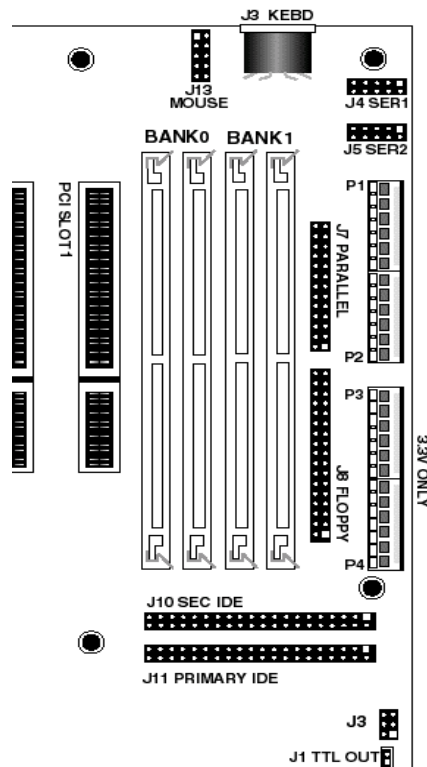 J3 KEBD
J13
MOUSE
J4 SER1
BANK0 BANK1
J5 SER2
P1
PCI SLOT1
J7 PARALLEL
P2
P3
3.3V ONLY
J8 FLOPPY
P4
J10 SEC IDE
J11 PRIMARY IDE
J3
J1 TTL OUT